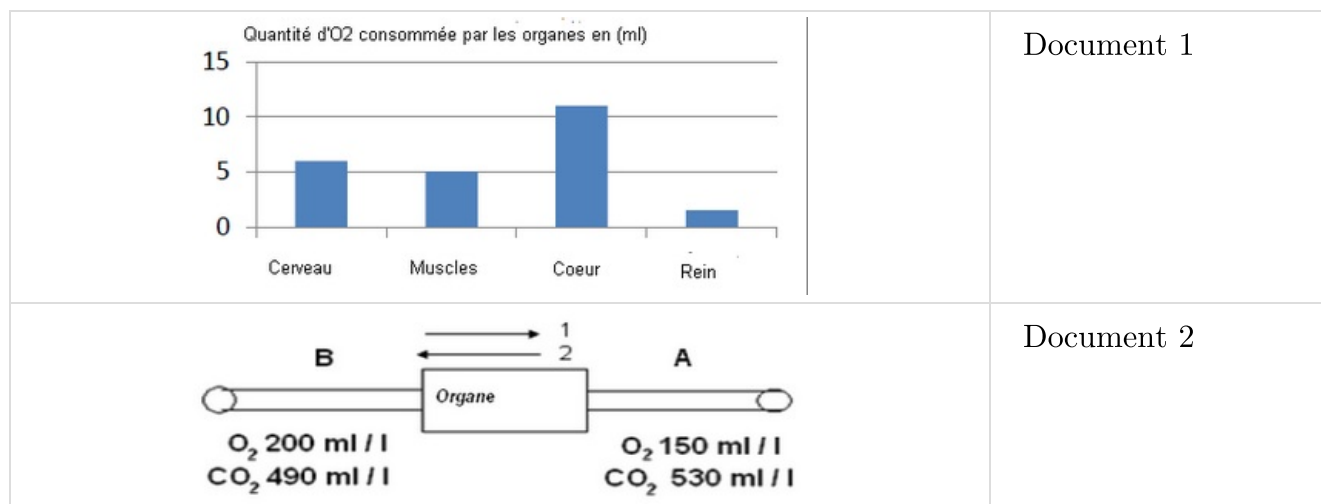 Quantité d'O2 consommée par les organes en (ml)
Document 1
15
10
5
0
Cerveau Muscles Coeur Rein
Document 2
1
2
B A
Organe
O₂ 200 ml / l O₂ 150 ml / l
CO₂ 490 ml / l CO₂ 530 ml / l